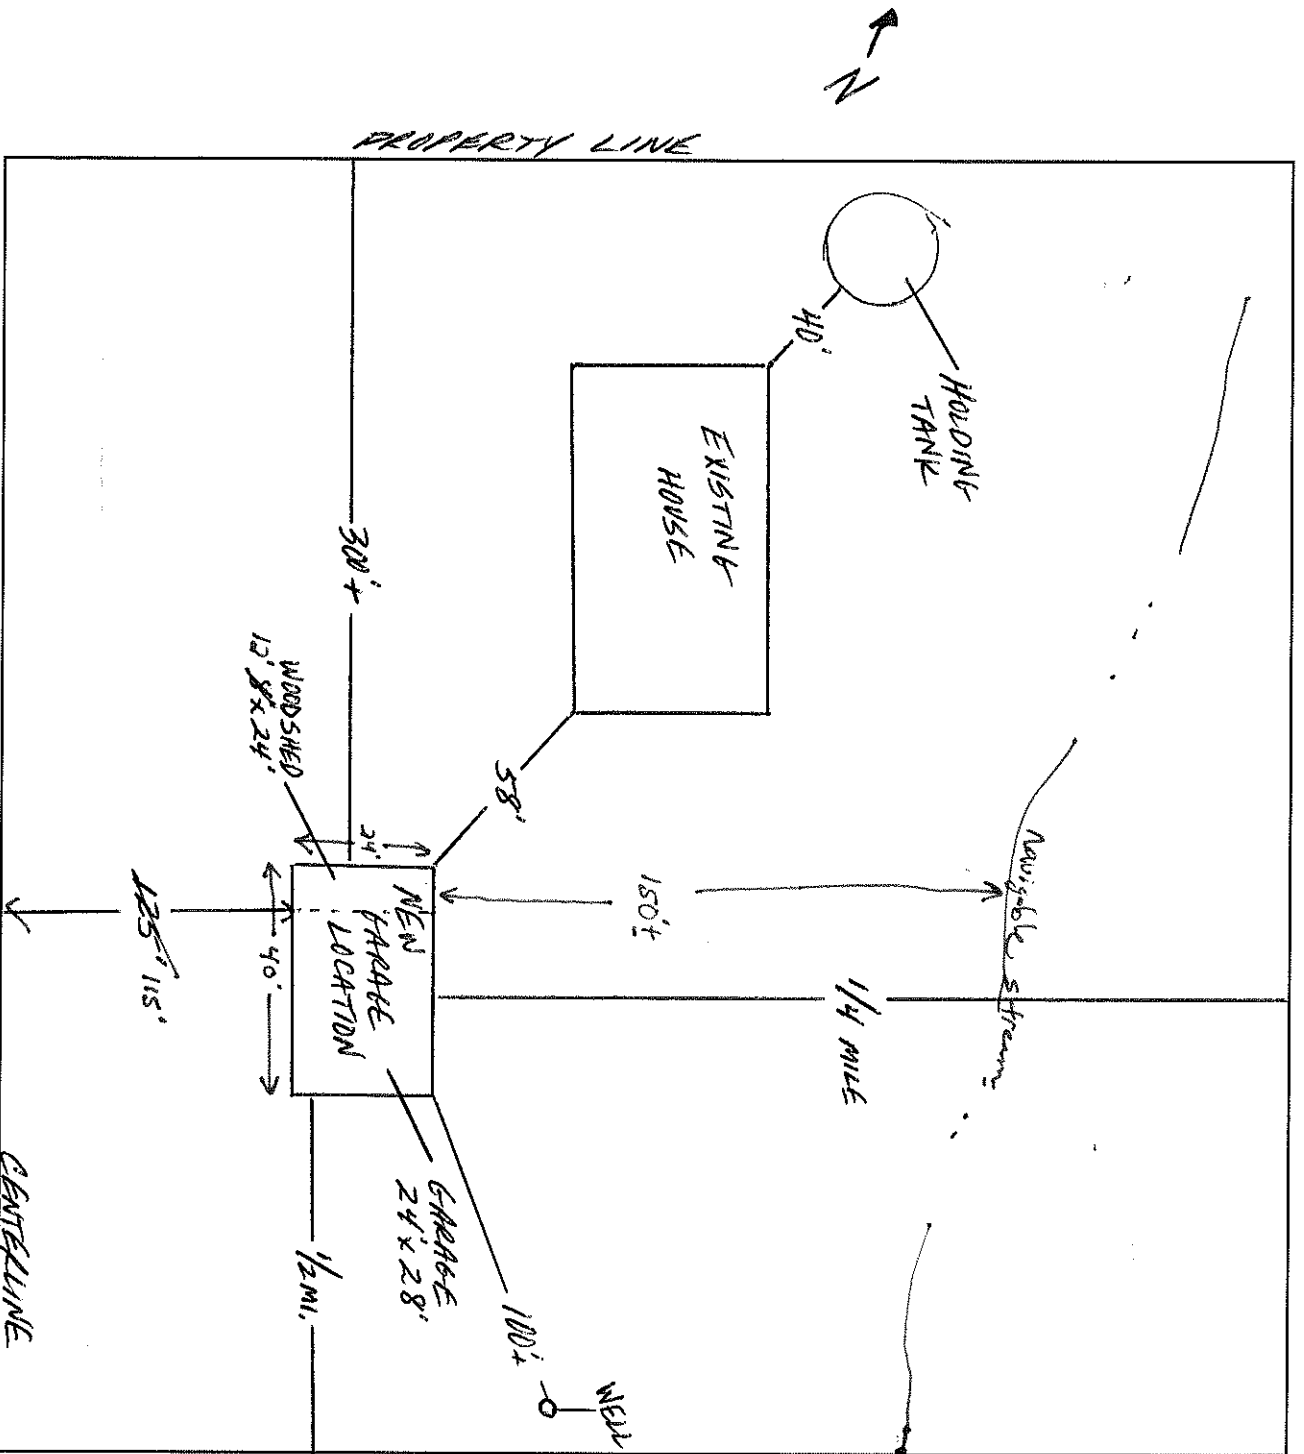 N
PROPERTY LINE
HOLDING
TANK
40'
EXISTING
HOUSE
300'+
58'
WOODSHED
12' x 24'
24'
NEW
GARAGE
LOCATION
150'±
navigable stream
1/4 MILE
125' 115'
40'
GARAGE
24' x 28'
1/2 MI.
100'±
WELL
CENTERLINE